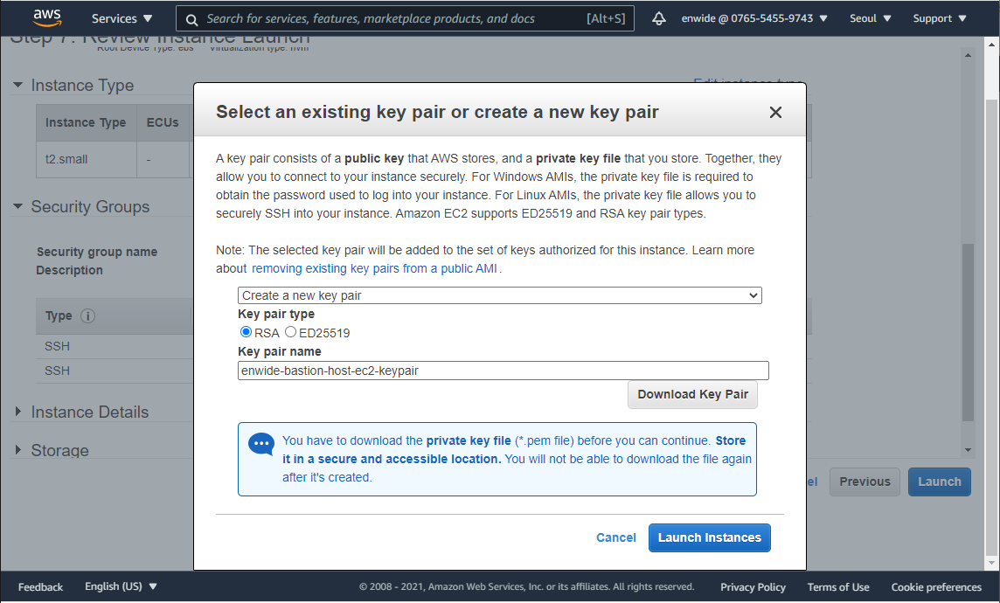 aws
Services
Search for services, features, marketplace products, and docs [Alt+S]
enwide @ 0765-5455-9743
Seoul
Support
Step 7: Review Instance Launch
Root Device Type: ebs Virtualization type: hvm
Instance Type
Edit instance type
Instance Type ECUs
t2.small -
Security Groups
Security group name
Description
Type i
SSH
SSH
Instance Details
Storage
el
Previous
Launch
Select an existing key pair or create a new key pair
A key pair consists of a public key that AWS stores, and a private key file that you store. Together, they
allow you to connect to your instance securely. For Windows AMIs, the private key file is required to
obtain the password used to log into your instance. For Linux AMIs, the private key file allows you to
securely SSH into your instance. Amazon EC2 supports ED25519 and RSA key pair types.
Note: The selected key pair will be added to the set of keys authorized for this instance. Learn more
about removing existing key pairs from a public AMI .
Create a new key pair
Key pair type
RSA ED25519
Key pair name
enwide-bastion-host-ec2-keypair
Download Key Pair
You have to download the private key file (*.pem file) before you can continue. Store
it in a secure and accessible location. You will not be able to download the file again
after it's created.
Cancel
Launch Instances
Feedback
English (US)
© 2008 - 2021, Amazon Web Services, Inc. or its affiliates. All rights reserved.
Privacy Policy
Terms of Use
Cookie preferences